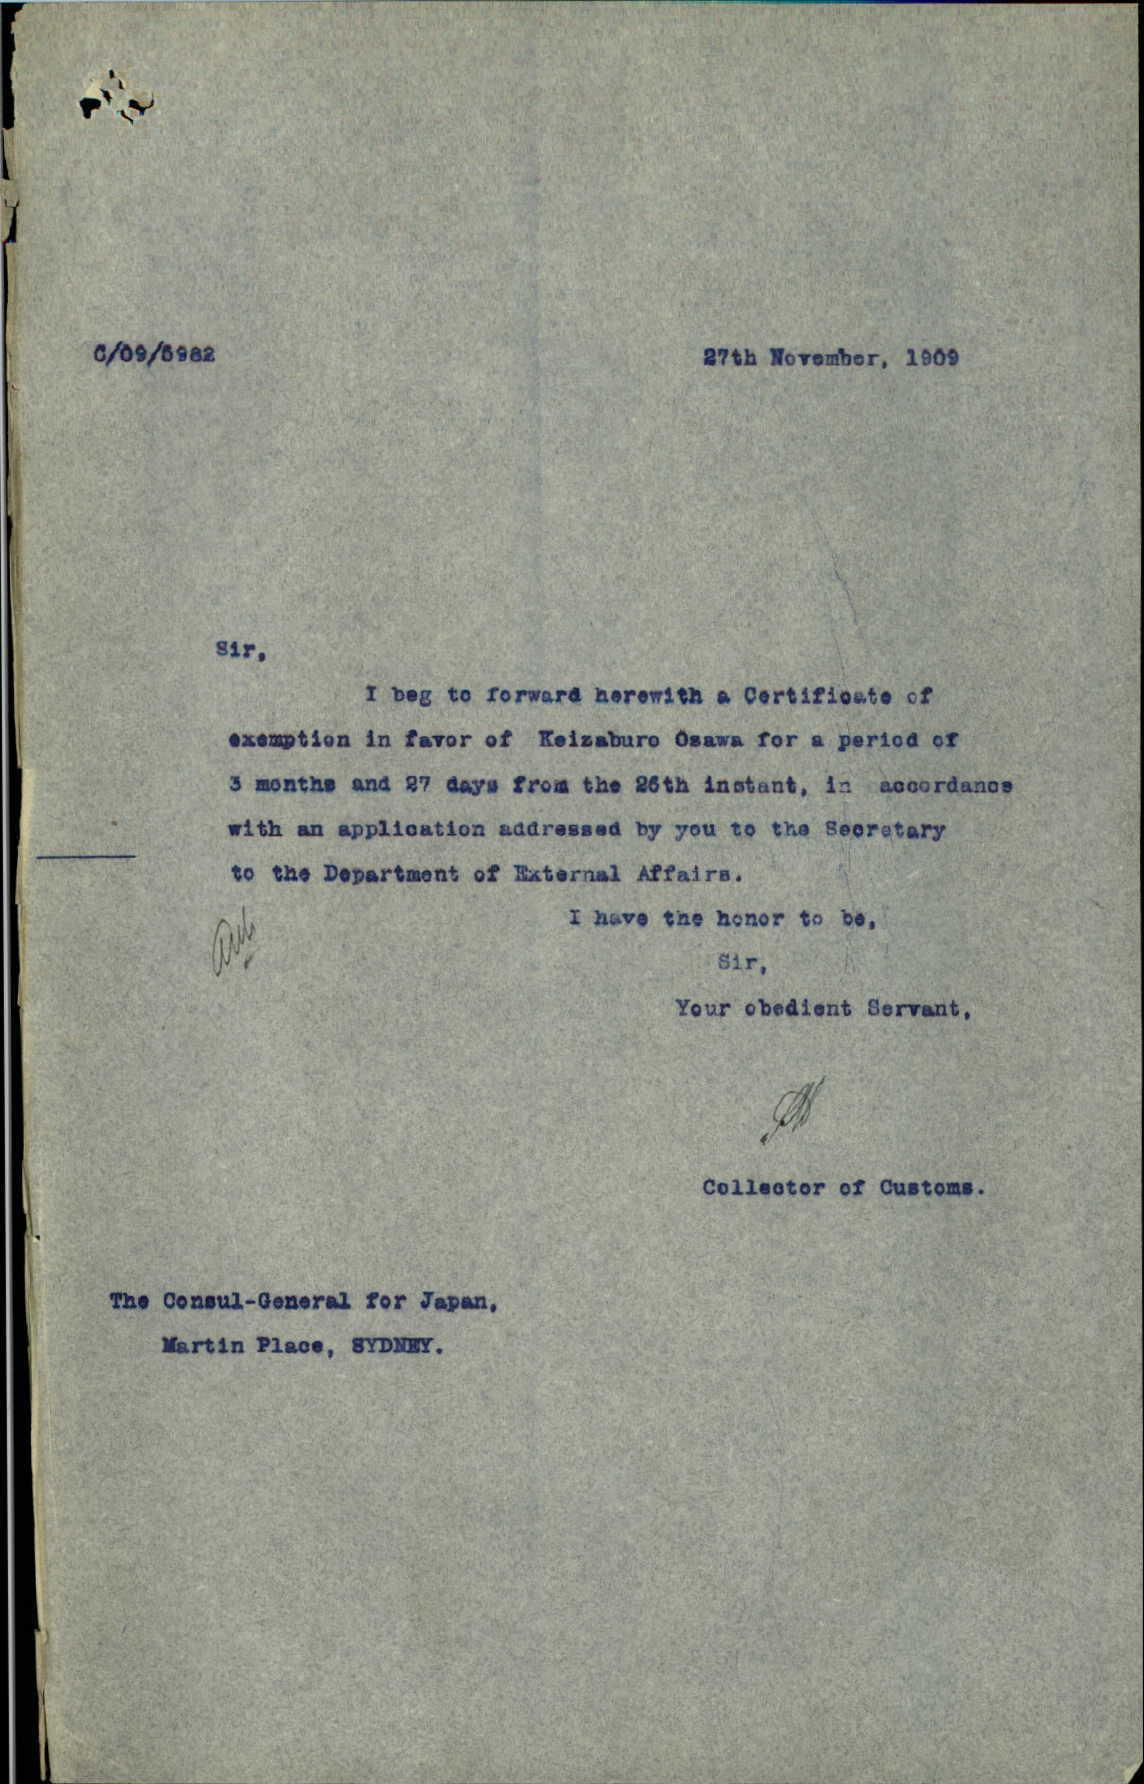 C/09/6982
27th November, 1909
Sir,
I beg to forward herewith a Certificate of
exemption in favor of Keizaburo Osawa for a period of
3 months and 27 days from the 26th instant, in accordance
with an application addressed by you to the Secretary
to the Department of External Affairs.
I have the honor to be,
Sir,
Your obedient Servant,
Collector of Customs.
The Consul-General for Japan,
Martin Place, SYDNEY.